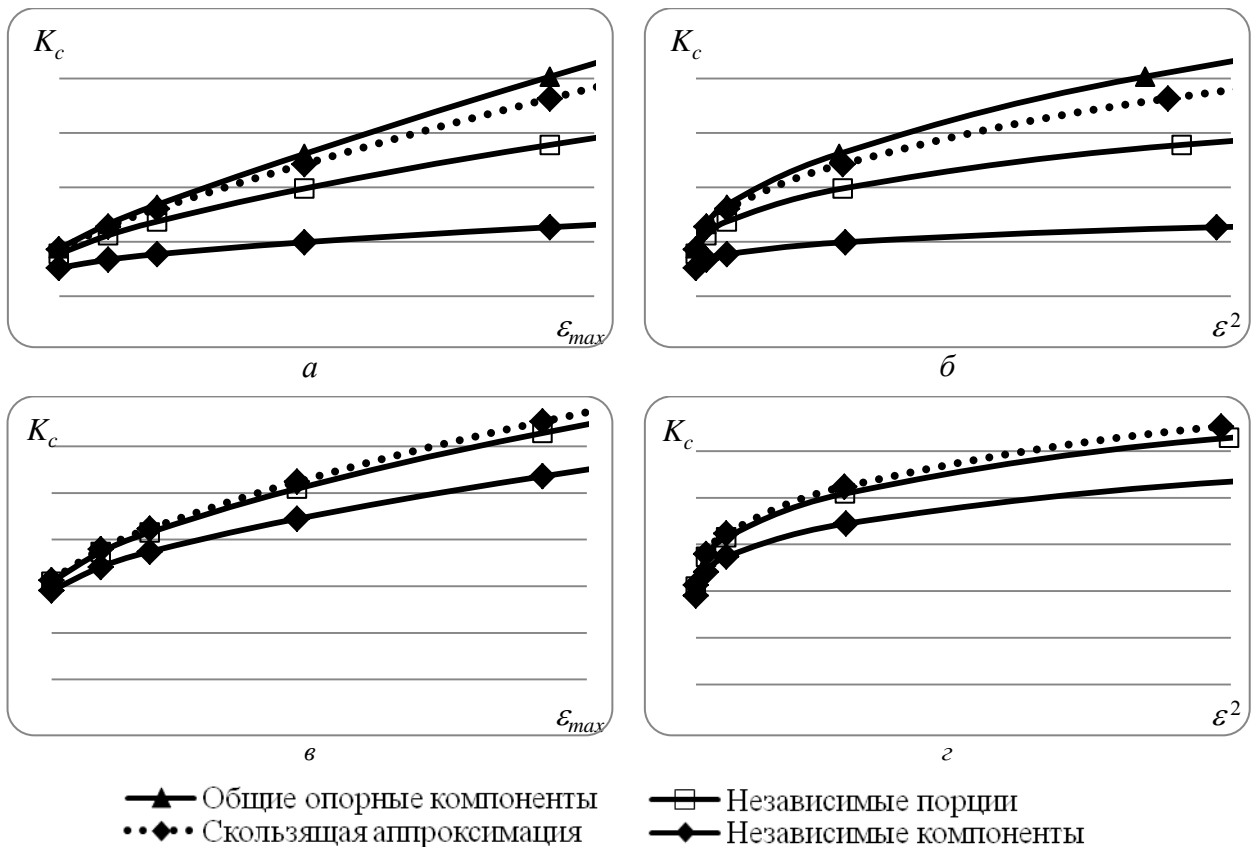 K_c
K_c
ε_max
ε²
а
б
K_c
K_c
ε_max
ε²
в
г
Общие опорные компоненты
Независимые порции
Скользящая аппроксимация
Независимые компоненты